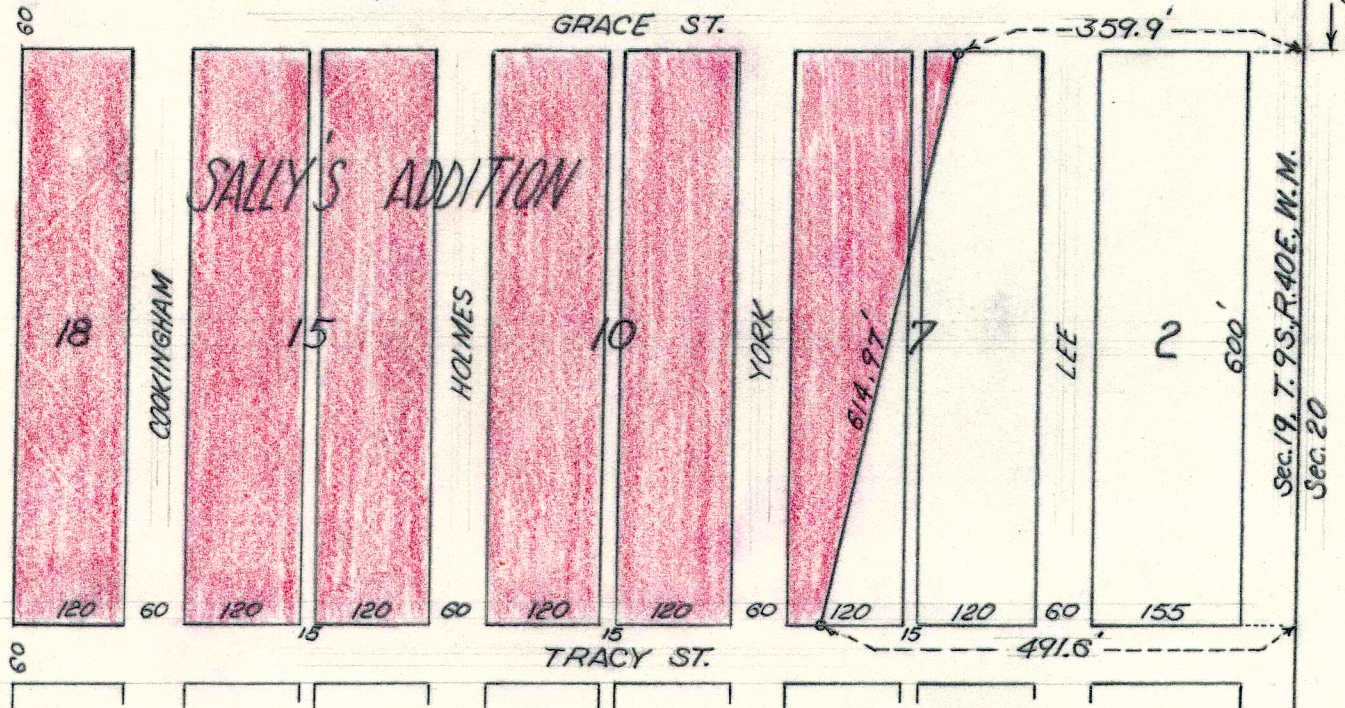 60
GRACE ST.
359.9'
SALLY'S ADDITION
18
COOKINGHAM
15
HOLMES
10
YORK
614.97'
7
LEE
2
600'
Sec. 19, T. 9 S., R. 40 E., W. M.
Sec. 20
120 60 120 120 60 120 120 60 120 120 60 155
15 15 15
491.6'
60
TRACY ST.